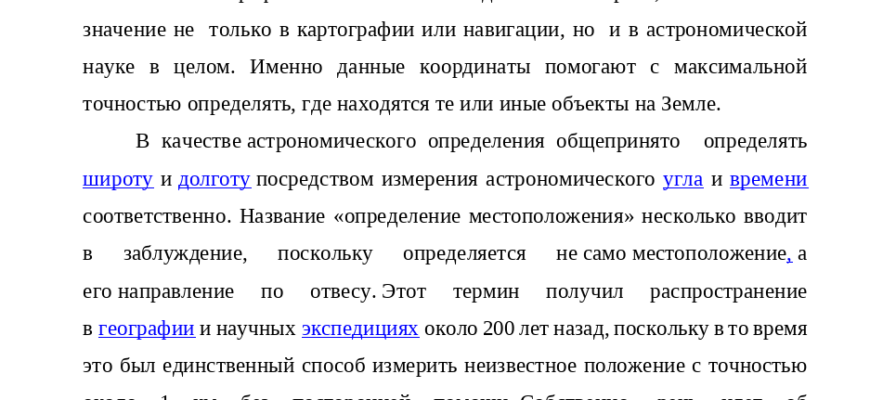 значение не только в картографии или навигации, но и в астрономической
науке в целом. Именно данные координаты помогают с максимальной
точностью определять, где находятся те или иные объекты на Земле.
В качестве астрономического определения общепринято определять
широту и долготу посредством измерения астрономического угла и времени
соответственно. Название «определение местоположения» несколько вводит
в заблуждение, поскольку определяется не само местоположение, а
его направление по отвесу. Этот термин получил распространение
в географии и научных экспедициях около 200 лет назад, поскольку в то время
это был единственный способ измерить неизвестное положение с точностью